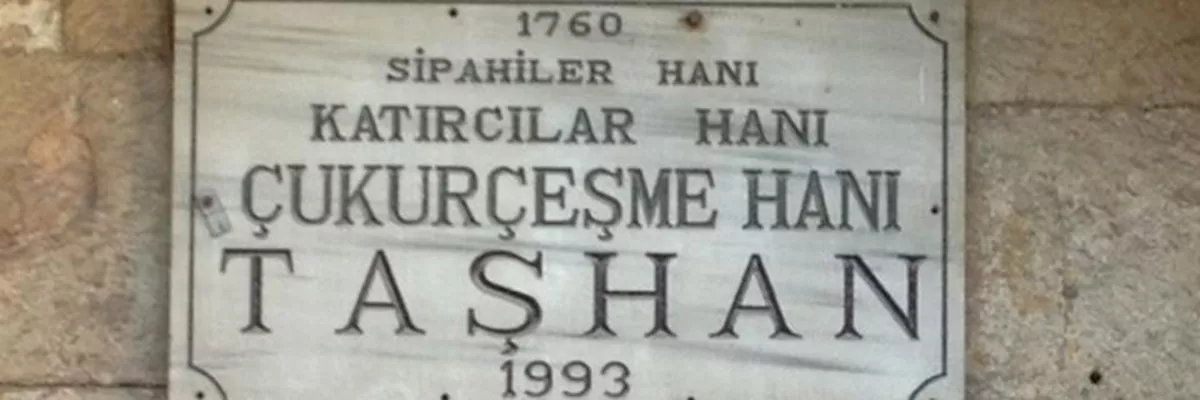 1760
SİPAHİLER HANI
KATIRCILAR HANI
ÇUKURÇEŞME HANI
TAŞHAN
1993